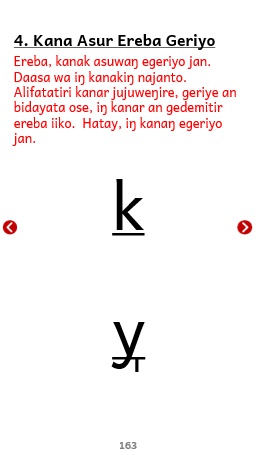 4. Kana Asur Ereba Geriyo
Ereba, kanak asuwaŋ egeriyo jan.
Daasa wa iŋ kanakiŋ najanto.
Alifatatiri kanar jujuweŋire, geriye an
bidayata ose, iŋ kanar an gedemitir
ereba iiko. Hatay, iŋ kanaŋ egeriyo
jan.
k
y
163